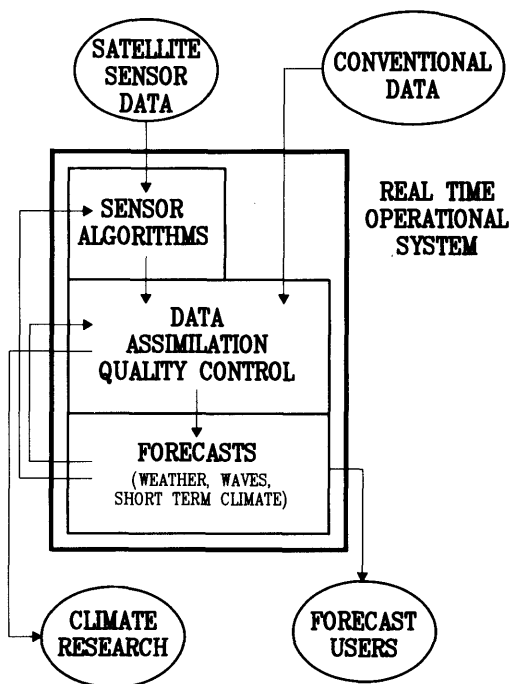 SATELLITE
SENSOR
DATA
CONVENTIONAL
DATA
REAL TIME
OPERATIONAL
SYSTEM
SENSOR
ALGORITHMS
DATA
ASSIMILATION
QUALITY CONTROL
FORECASTS
(WEATHER, WAVES,
SHORT TERM CLIMATE)
CLIMATE
RESEARCH
FORECAST
USERS